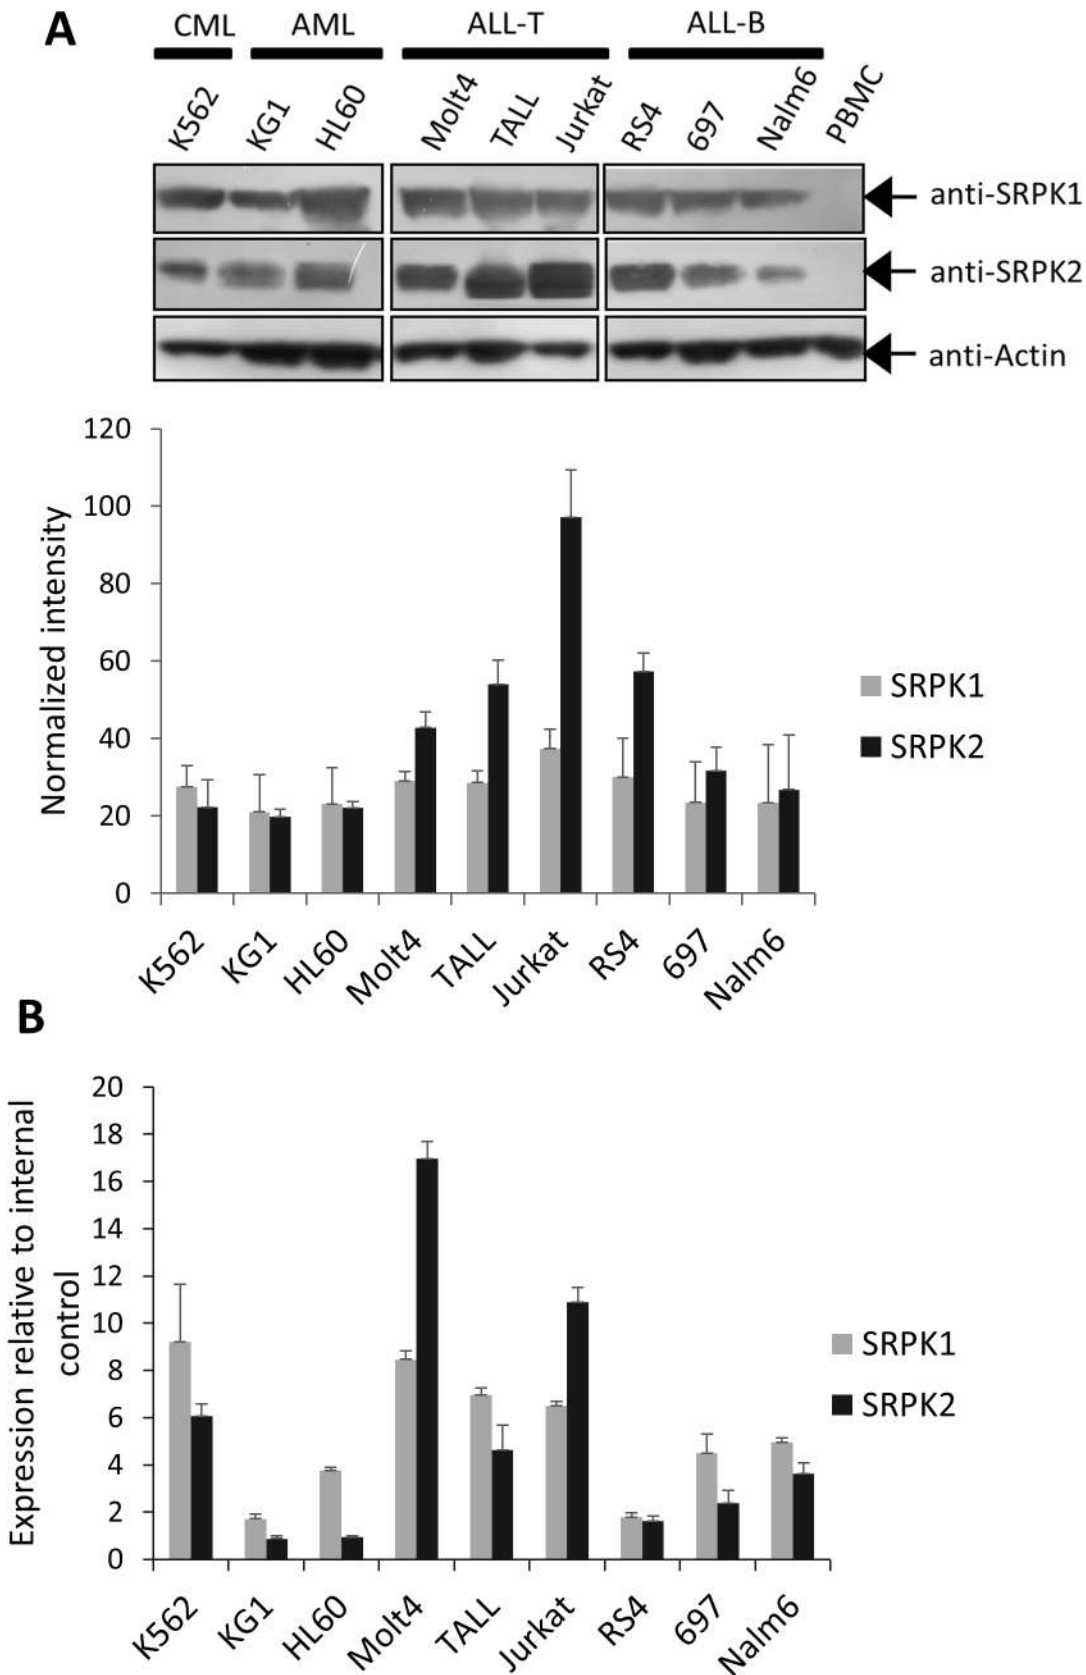 A
CML AML ALL-T ALL-B
K562 KG1 HL60 Molt4 TALL Jurkat RS4 697 Nalm6 PBMC
anti-SRPK1
anti-SRPK2
anti-Actin
Normalized intensity
120
100
80
60
40
20
0
K562 KG1 HL60 Molt4 TALL Jurkat RS4 697 Nalm6
SRPK1
SRPK2
B
Expression relative to internal
control
20
18
16
14
12
10
8
6
4
2
0
K562 KG1 HL60 Molt4 TALL Jurkat RS4 697 Nalm6
SRPK1
SRPK2